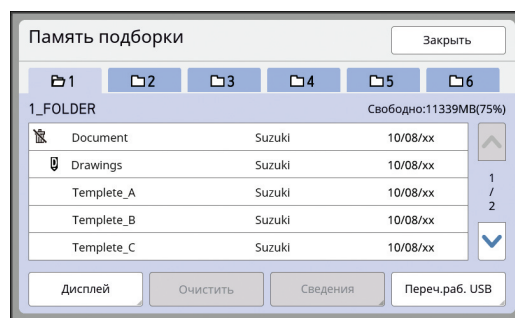 Память подборки
Закрыть
1 2 3 4 5 6
1_FOLDER Свободно:11339MB(75%)
Document Suzuki 10/08/xx
Drawings Suzuki 10/08/xx
Templete_A Suzuki 10/08/xx
Templete_B Suzuki 10/08/xx
Templete_C Suzuki 10/08/xx
1
/
2
Дисплей Очистить Сведения Переч.раб. USB